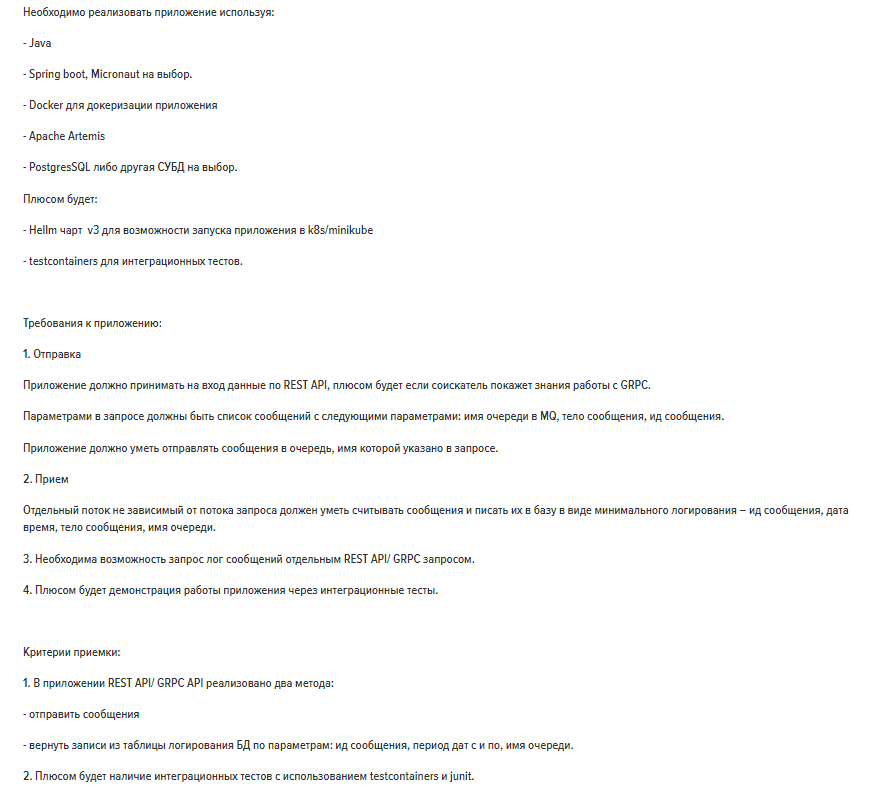 Необходимо реализовать приложение используя:
- Java
- Spring boot, Micronaut на выбор.
- Docker для докеризации приложения
- Apache Artemis
- PostgresSQL либо другая СУБД на выбор.
Плюсом будет:
- Hellm чарт v3 для возможности запуска приложения в k8s/minikube
- testcontainers для интеграционных тестов.
Требования к приложению:
1. Отправка
Приложение должно принимать на вход данные по REST API, плюсом будет если соискатель покажет знания работы с GRPC.
Параметрами в запросе должны быть список сообщений с следующими параметрами: имя очереди в MQ, тело сообщения, ид сообщения.
Приложение должно уметь отправлять сообщения в очередь, имя которой указано в запросе.
2. Прием
Отдельный поток не зависимый от потока запроса должен уметь считывать сообщения и писать их в базу в виде минимального логирования – ид сообщения, дата
время, тело сообщения, имя очереди.
3. Необходима возможность запрос лог сообщений отдельным REST API/ GRPC запросом.
4. Плюсом будет демонстрация работы приложения через интеграционные тесты.
Критерии приемки:
1. В приложении REST API/ GRPC API реализовано два метода:
- отправить сообщения
- вернуть записи из таблицы логирования БД по параметрам: ид сообщения, период дат с и по, имя очереди.
2. Плюсом будет наличие интеграционных тестов с использованием testcontainers и junit.